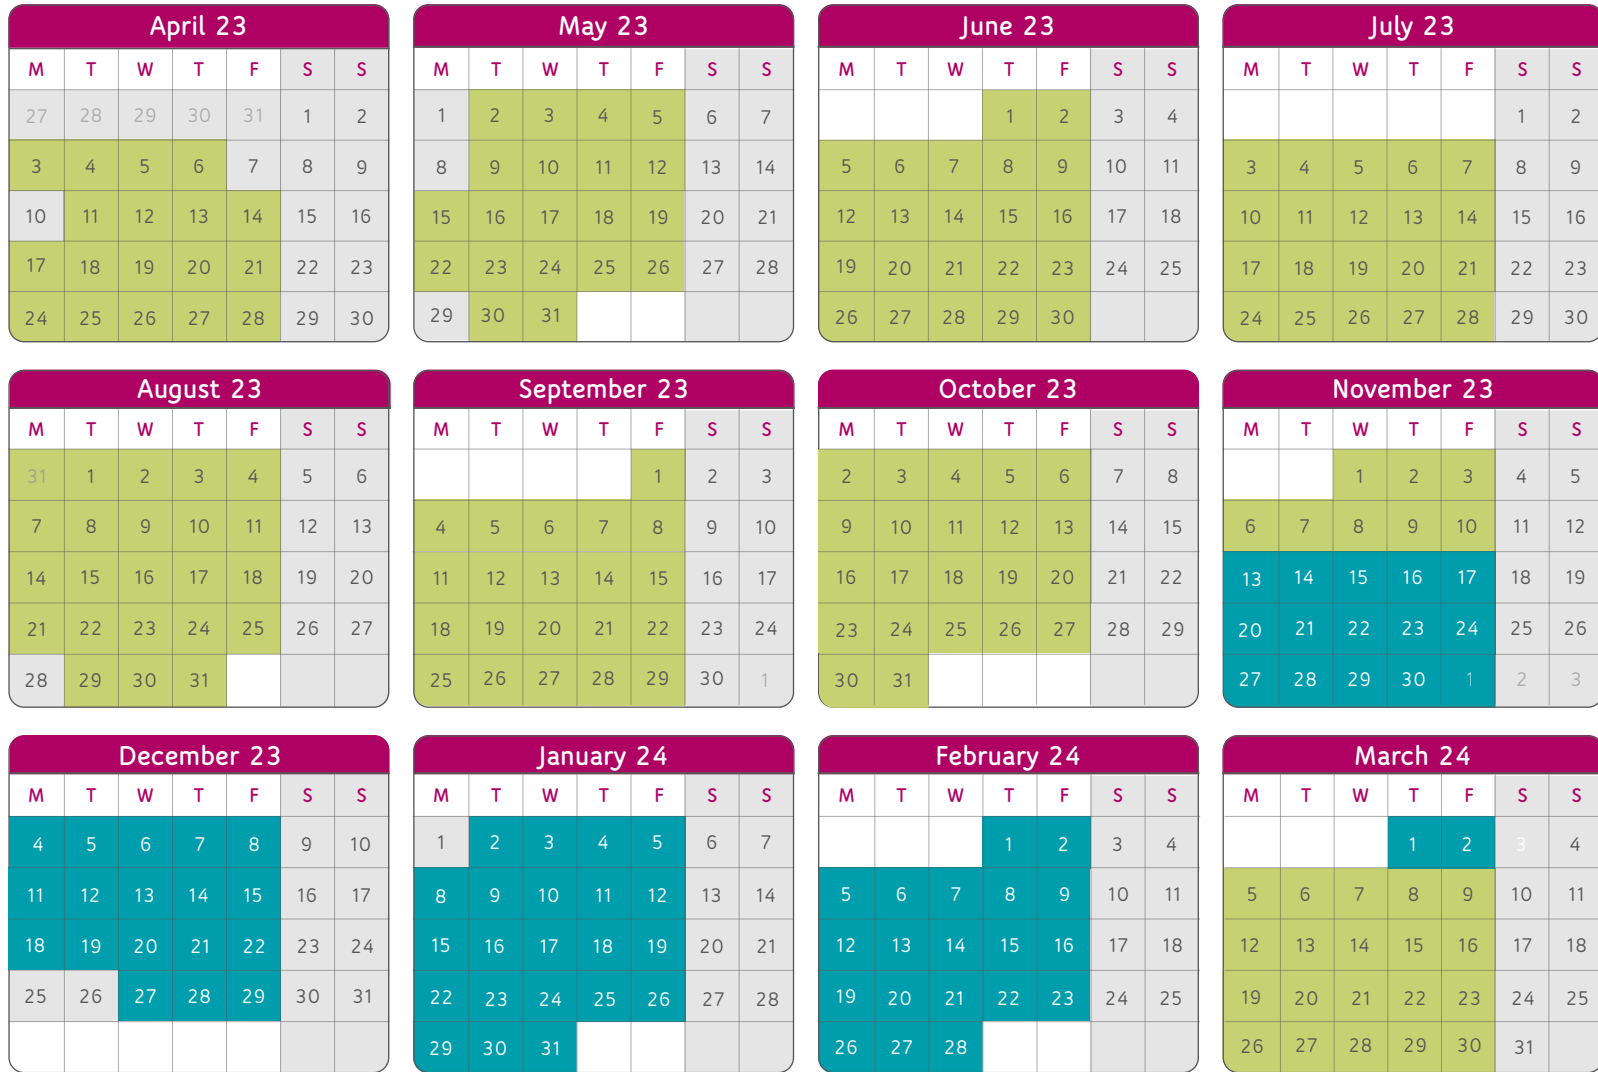 April 23
M T W T F S S
27 28 29 30 31 1 2
3 4 5 6 7 8 9
10 11 12 13 14 15 16
17 18 19 20 21 22 23
24 25 26 27 28 29 30
May 23
M T W T F S S
1 2 3 4 5 6 7
8 9 10 11 12 13 14
15 16 17 18 19 20 21
22 23 24 25 26 27 28
29 30 31
June 23
M T W T F S S
1 2 3 4
5 6 7 8 9 10 11
12 13 14 15 16 17 18
19 20 21 22 23 24 25
26 27 28 29 30
July 23
M T W T F S S
1 2
3 4 5 6 7 8 9
10 11 12 13 14 15 16
17 18 19 20 21 22 23
24 25 26 27 28 29 30
August 23
M T W T F S S
31 1 2 3 4 5 6
7 8 9 10 11 12 13
14 15 16 17 18 19 20
21 22 23 24 25 26 27
28 29 30 31
September 23
M T W T F S S
1 2 3
4 5 6 7 8 9 10
11 12 13 14 15 16 17
18 19 20 21 22 23 24
25 26 27 28 29 30 1
October 23
M T W T F S S
2 3 4 5 6 7 8
9 10 11 12 13 14 15
16 17 18 19 20 21 22
23 24 25 26 27 28 29
30 31
November 23
M T W T F S S
1 2 3 4 5
6 7 8 9 10 11 12
13 14 15 16 17 18 19
20 21 22 23 24 25 26
27 28 29 30 1 2 3
December 23
M T W T F S S
4 5 6 7 8 9 10
11 12 13 14 15 16 17
18 19 20 21 22 23 24
25 26 27 28 29 30 31
January 24
M T W T F S S
1 2 3 4 5 6 7
8 9 10 11 12 13 14
15 16 17 18 19 20 21
22 23 24 25 26 27 28
29 30 31
February 24
M T W T F S S
1 2 3 4
5 6 7 8 9 10 11
12 13 14 15 16 17 18
19 20 21 22 23 24 25
26 27 28
March 24
M T W T F S S
1 2 3 4
5 6 7 8 9 10 11
12 13 14 15 16 17 18
19 20 21 22 23 24 25
26 27 28 29 30 31